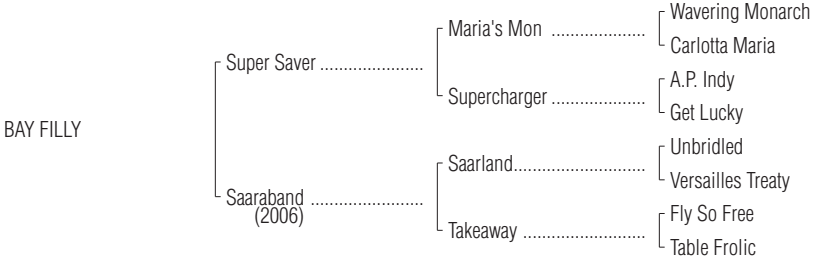 Wavering Monarch
Maria's Mon ......................
Carlotta Maria
Super Saver ......................
A.P. Indy
Supercharger ......................
Get Lucky
BAY FILLY
Unbridled
Saarland............................
Versailles Treaty
Saaraband ........................
(2006)
Fly So Free
Takeaway ..........................
Table Frolic